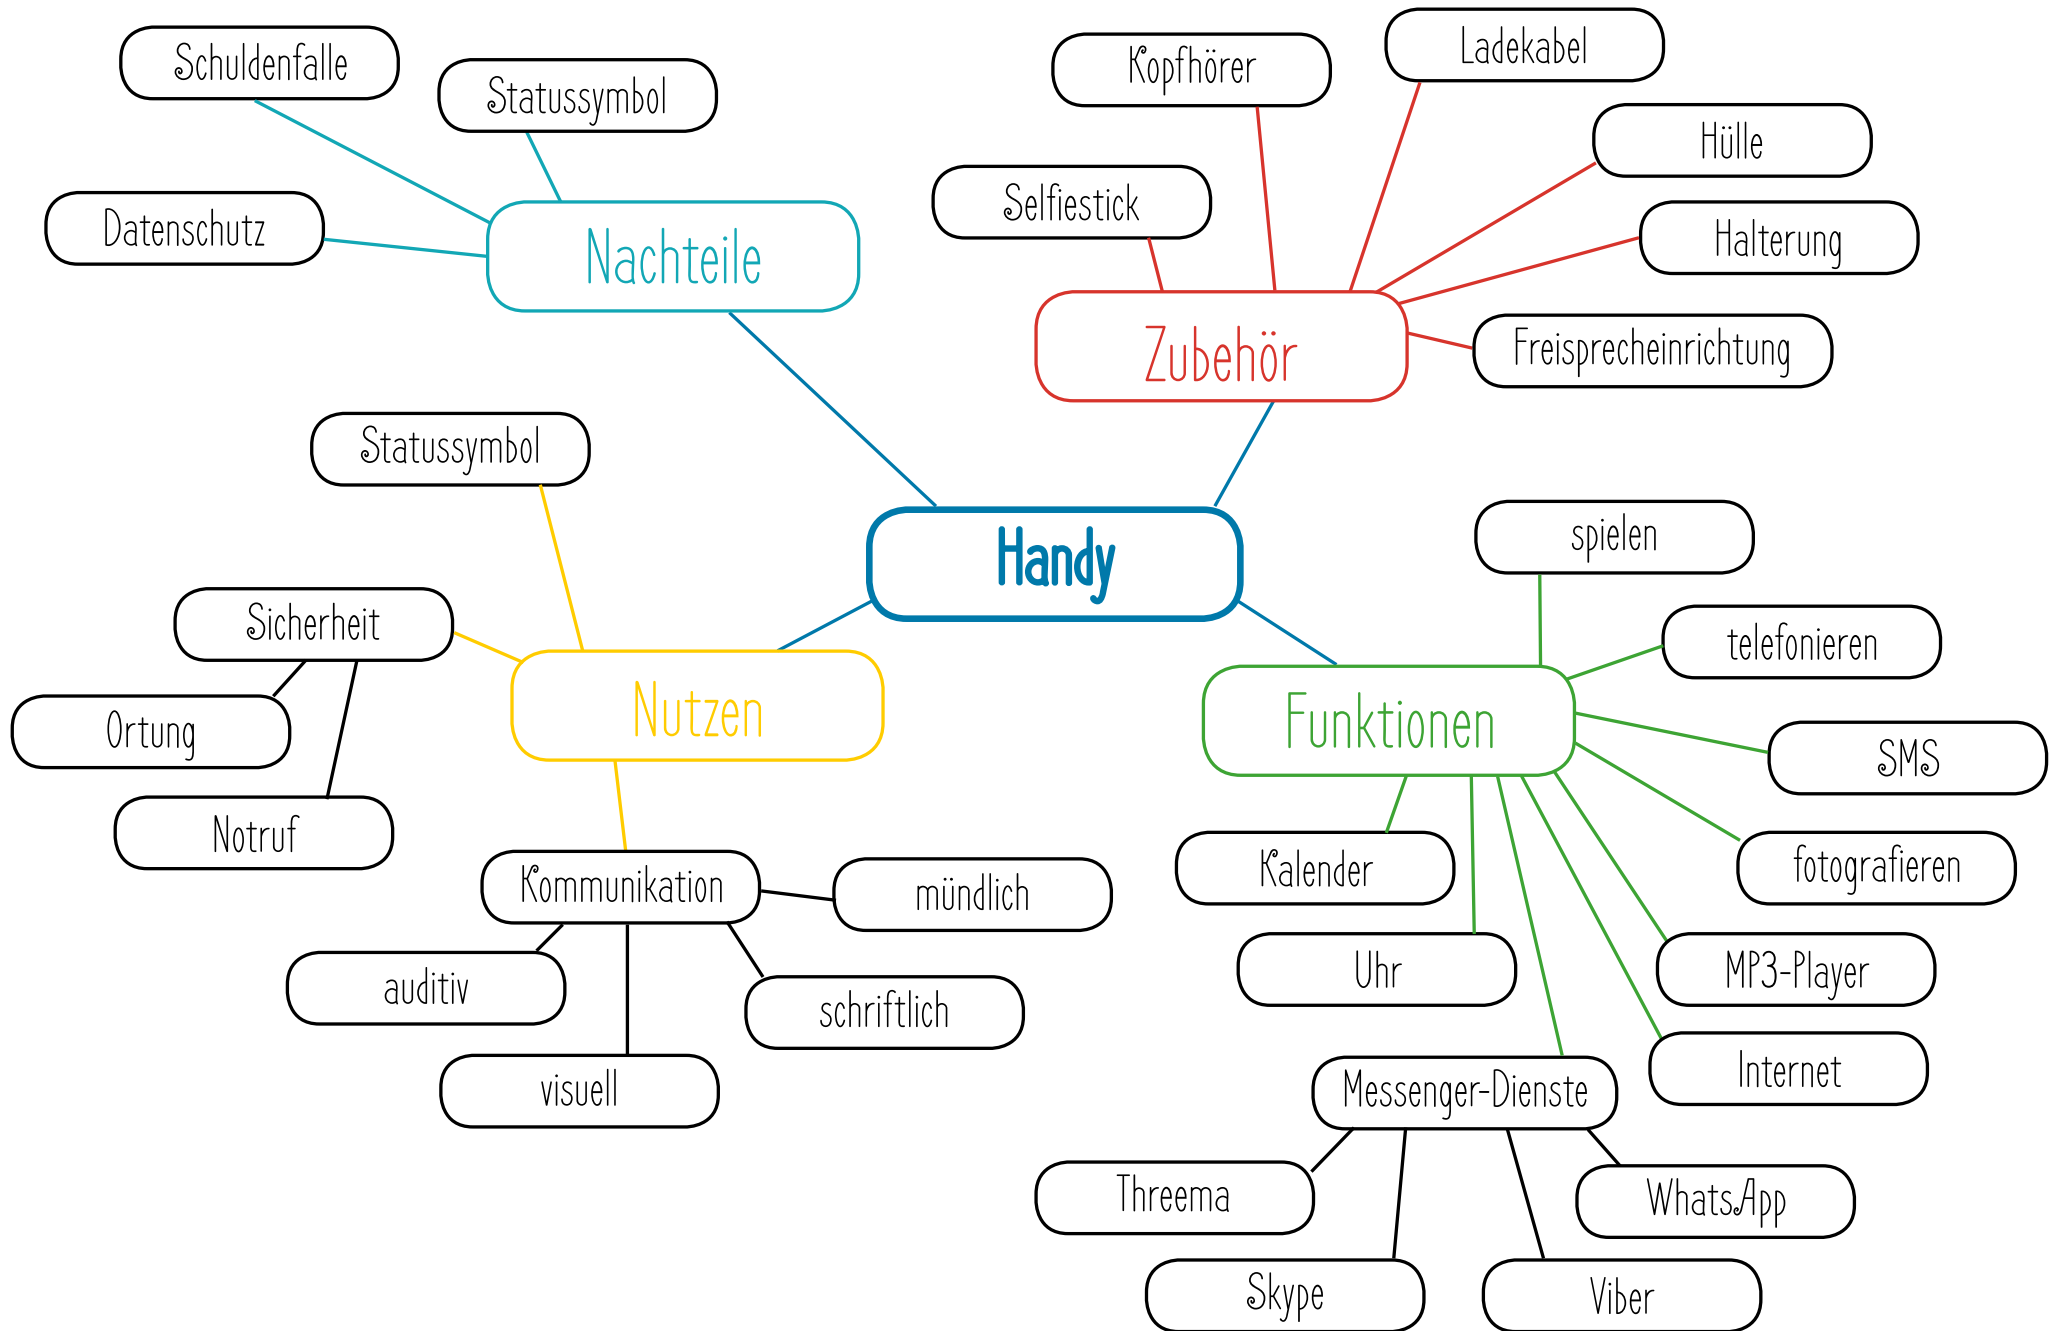 Schuldenfalle
Statussymbol
Datenschutz
Nachteile
Kopfhörer
Ladekabel
Hülle
Selfiestick
Halterung
Zubehör
Freisprecheinrichtung
Statussymbol
Handy
spielen
Sicherheit
telefonieren
Ortung
Nutzen
Funktionen
SMS
Notruf
Kommunikation
mündlich
Kalender
fotografieren
auditiv
schriftlich
Uhr
MP3-Player
visuell
Messenger-Dienste
Internet
Threema
WhatsApp
Skype
Viber